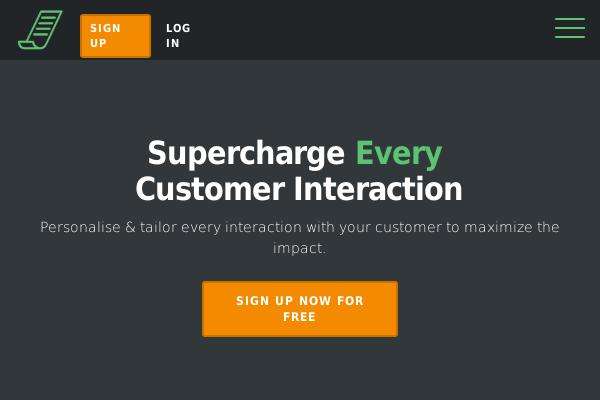 SIGN
UP
LOG
IN
Supercharge Every
Customer Interaction
Personalise & tailor every interaction with your customer to maximize the
impact.
SIGN UP NOW FOR
FREE